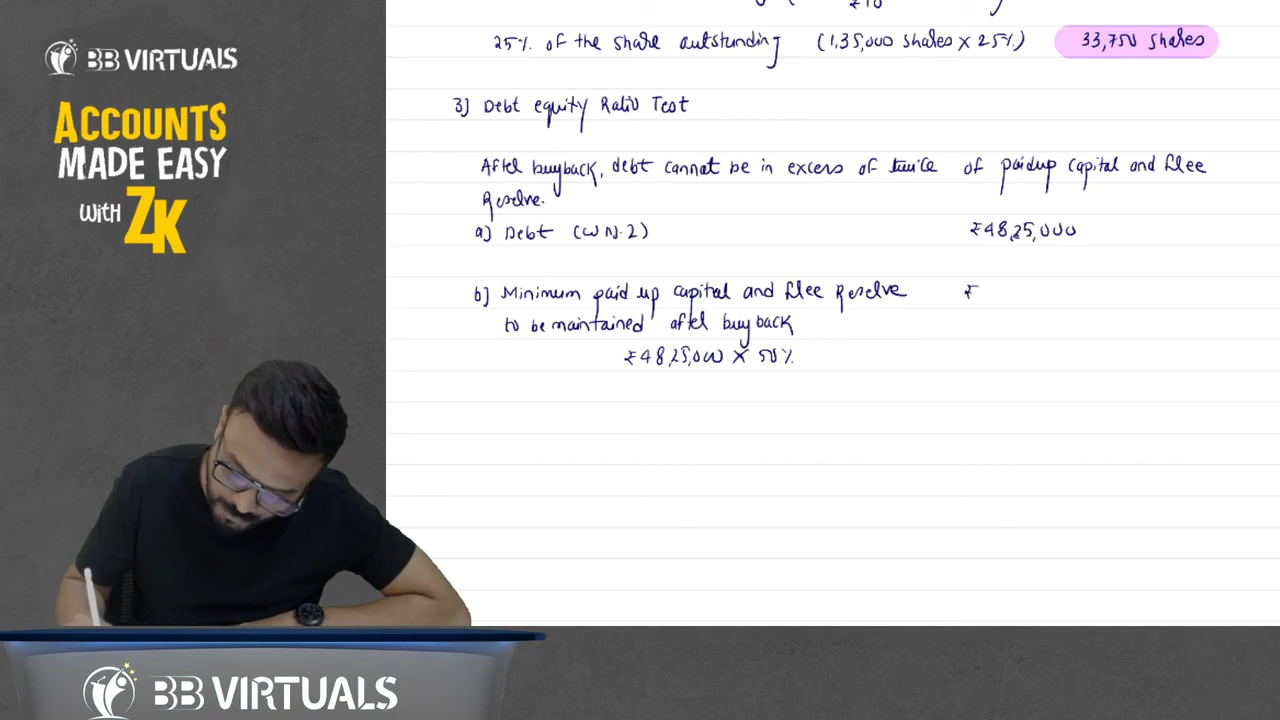 BB VIRTUALS
ACCOUNTS
MADE EASY
with ZK
₹10
25% of the share outstanding (1,35,000 shares × 25%) 33,750 shares
3] Debt equity Ratio Test
After buyback, debt cannot be in excess of twice of paidup capital and free
Reserve.
a] Debt (WN.2) ₹48,25,000
b] Minimum paid up capital and free Reserve ₹
to be maintained after buy back
₹48,25,000 × 50%
BB VIRTUALS